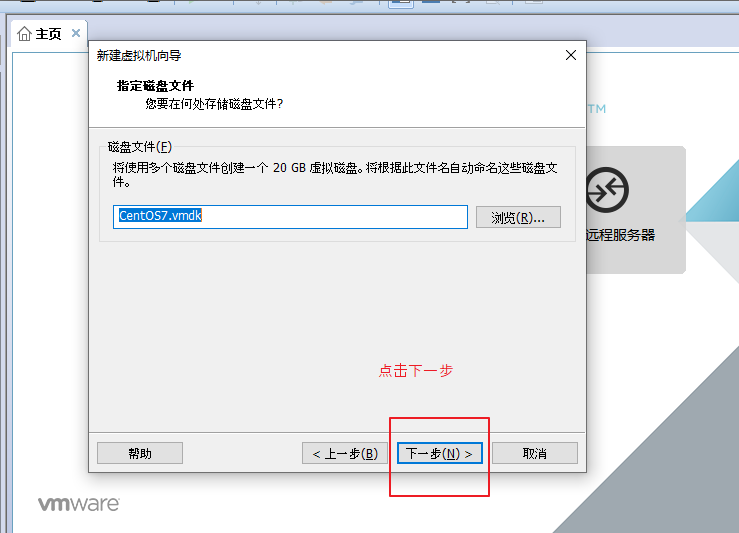 主页
新建虚拟机向导
指定磁盘文件
您要在何处存储磁盘文件?
TM
磁盘文件(F)
将使用多个磁盘文件创建一个 20 GB 虚拟磁盘。将根据此文件名自动命名这些磁盘文
件。
CentOS7.vmdk
浏览(R)...
远程服务器
点击下一步
帮助
< 上一步(B)
下一步(N) >
取消
vmware